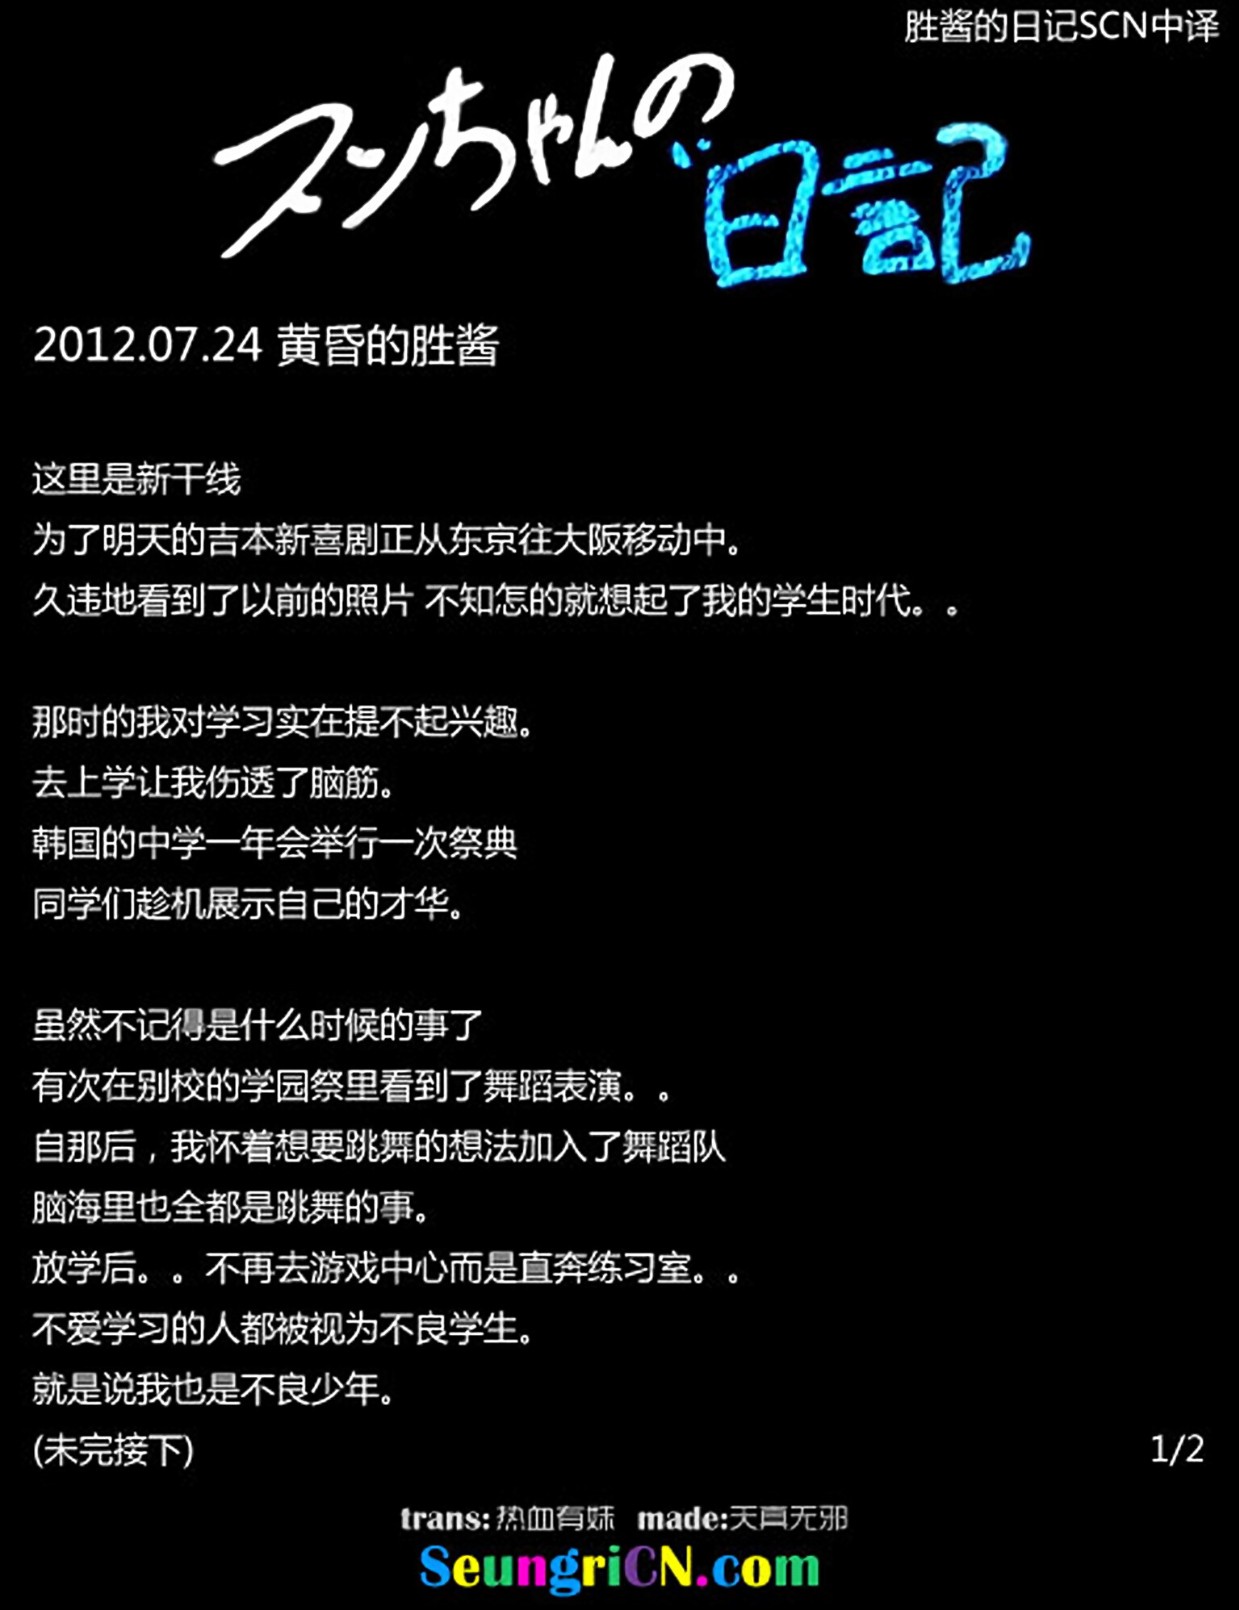 胜酱的日记SCN中译
スンちゃんの
日記
2012.07.24 黄昏的胜酱
这里是新干线
为了明天的吉本新喜剧正从东京往大阪移动中。
久违地看到了以前的照片 不知怎的就想起了我的学生时代。。
那时的我对学习实在提不起兴趣。
去上学让我伤透了脑筋。
韩国的中学一年会举行一次祭典
同学们趁机展示自己的才华。
虽然不记得是什么时候的事了
有次在别校的学园祭里看到了舞蹈表演。。
自那后，我怀着想要跳舞的想法加入了舞蹈队
脑海里也全都是跳舞的事。
放学后。。不再去游戏中心而是直奔练习室。。
不爱学习的人都被视为不良学生。
就是说我也是不良少年。
(未完接下) 1/2
trans:热血有妹 made:天真无邪
SeungriCN.com